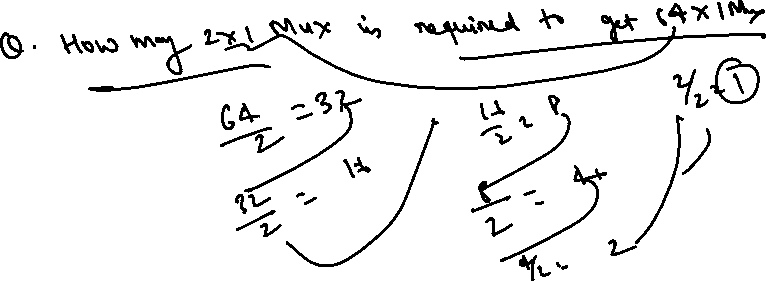 Q. How may 2x1 Mux is required to get 64x1 Mux
64/2 = 32
32/2 = 16
16/2 = 8
8/2 = 4
4/2 = 2
2/2 = 1